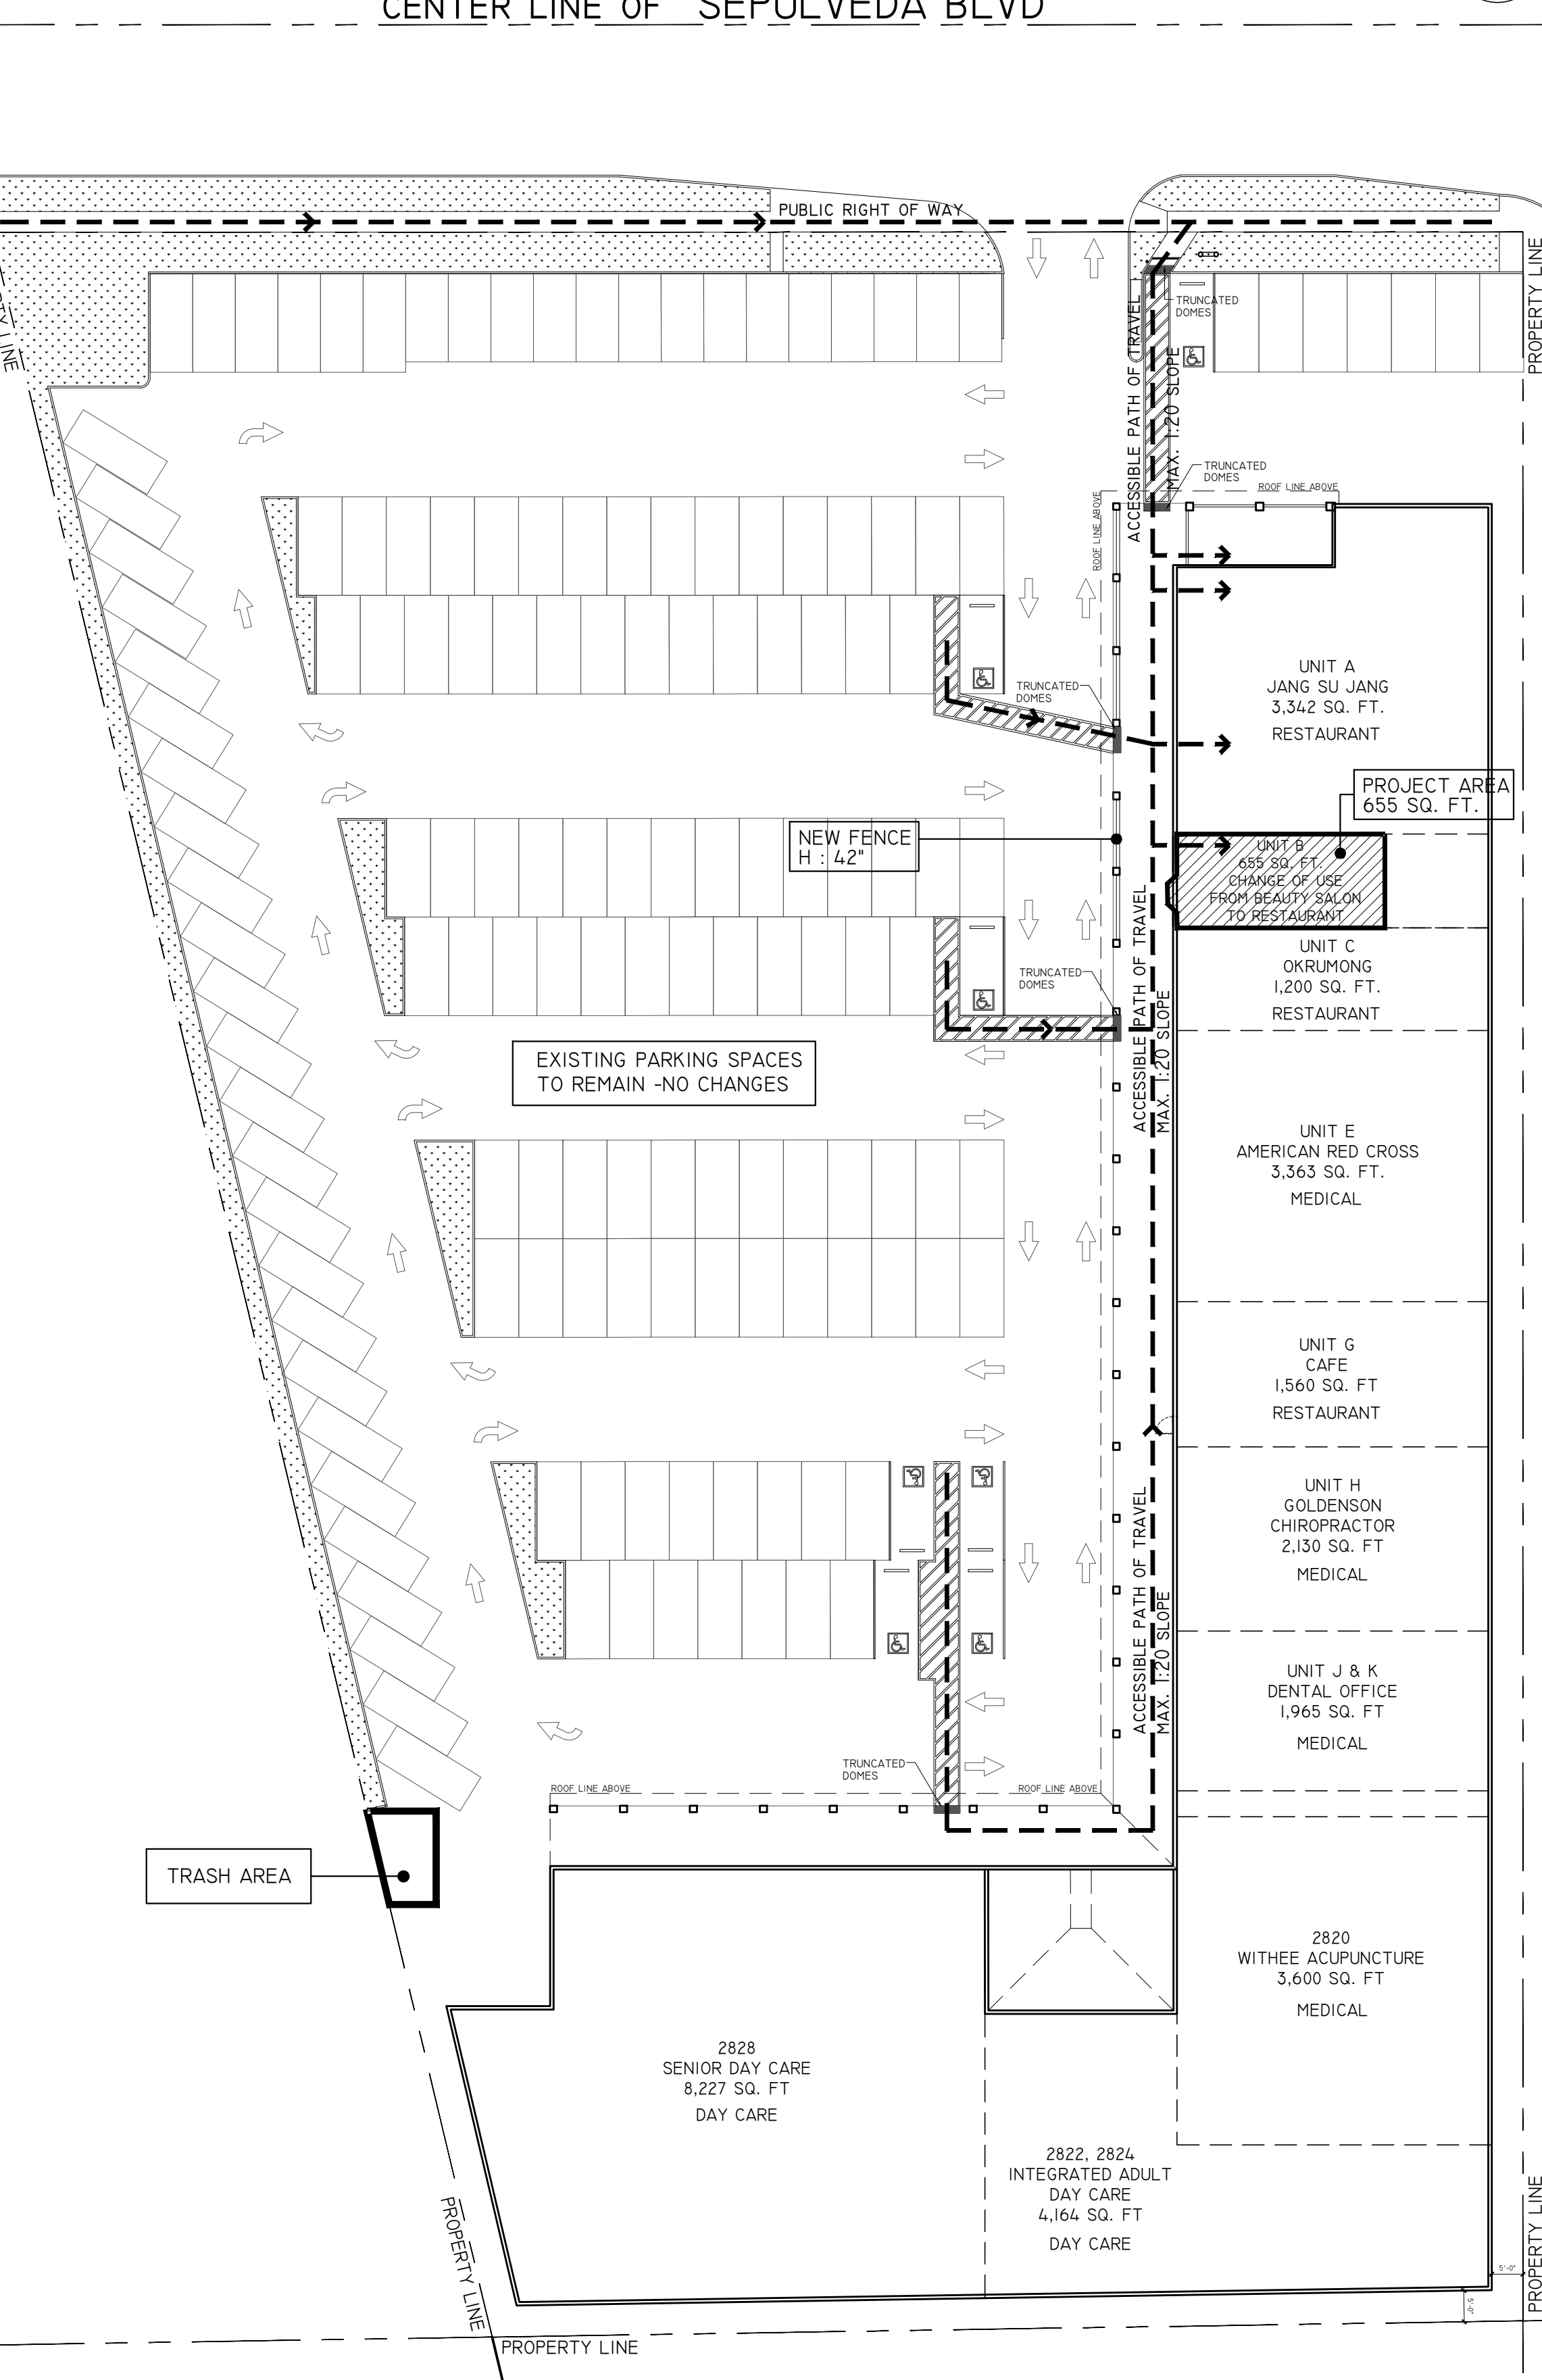 CENTER LINE OF SEPULVEDA BLVD
PUBLIC RIGHT OF WAY
PROPERTY LINE
TRUNCATED
DOMES
ACCESSIBLE PATH OF TRAVEL
MAX. 1:20 SLOPE
TRUNCATED
DOMES
ROOF LINE ABOVE
ROOF LINE ABOVE
UNIT A
JANG SU JANG
3,342 SQ. FT.
RESTAURANT
TRUNCATED
DOMES
PROJECT AREA
655 SQ. FT.
NEW FENCE
H : 42"
UNIT B
655 SQ. FT.
CHANGE OF USE
FROM BEAUTY SALON
TO RESTAURANT
UNIT C
OKRUMONG
1,200 SQ. FT.
RESTAURANT
TRUNCATED
DOMES
ACCESSIBLE PATH OF TRAVEL
MAX. 1:20 SLOPE
EXISTING PARKING SPACES
TO REMAIN -NO CHANGES
UNIT E
AMERICAN RED CROSS
3,363 SQ. FT.
MEDICAL
UNIT G
CAFE
1,560 SQ. FT
RESTAURANT
UNIT H
GOLDENSON
CHIROPRACTOR
2,130 SQ. FT
MEDICAL
ACCESSIBLE PATH OF TRAVEL
MAX. 1:20 SLOPE
UNIT J & K
DENTAL OFFICE
1,965 SQ. FT
MEDICAL
TRUNCATED
DOMES
ROOF LINE ABOVE
ROOF LINE ABOVE
TRASH AREA
2820
WITHEE ACUPUNCTURE
3,600 SQ. FT
MEDICAL
2828
SENIOR DAY CARE
8,227 SQ. FT
DAY CARE
2822, 2824
INTEGRATED ADULT
DAY CARE
4,164 SQ. FT
DAY CARE
PROPERTY LINE
PROPERTY LINE
5'-0"
5'-0"
PROPERTY LINE